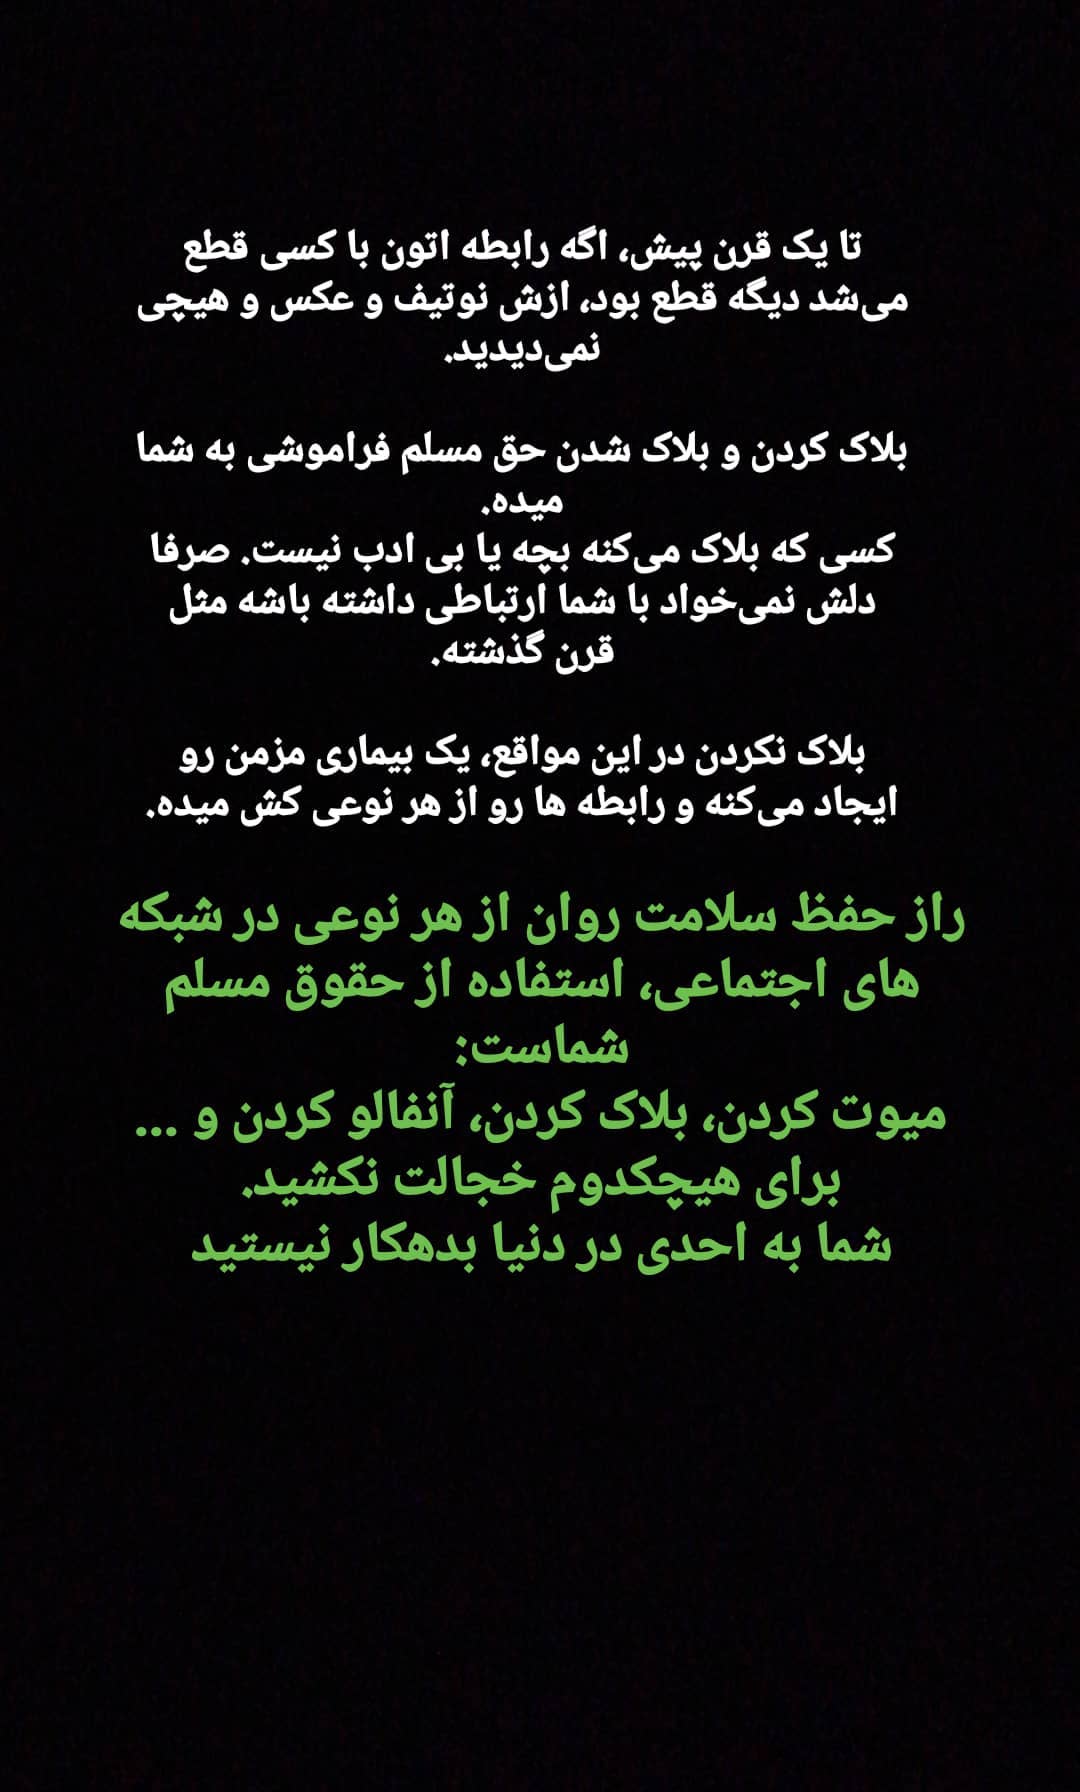 تا یک قرن پیش، اگه رابطه اتون با کسی قطع
می‌شد دیگه قطع بود، ازش نوتیف و عکس و هیچی
نمی‌دیدید.
بلاک کردن و بلاک شدن حق مسلم فراموشی به شما
میده.
کسی که بلاک می‌کنه بچه یا بی ادب نیست. صرفا
دلش نمی‌خواد با شما ارتباطی داشته باشه مثل
قرن گذشته.
بلاک نکردن در این مواقع، یک بیماری مزمن رو
ایجاد می‌کنه و رابطه ها رو از هر نوعی کش میده.
راز حفظ سلامت روان از هر نوعی در شبکه
های اجتماعی، استفاده از حقوق مسلم
شماست:
میوت کردن، بلاک کردن، آنفالو کردن و ...
برای هیچکدوم خجالت نکشید.
شما به احدی در دنیا بدهکار نیستید